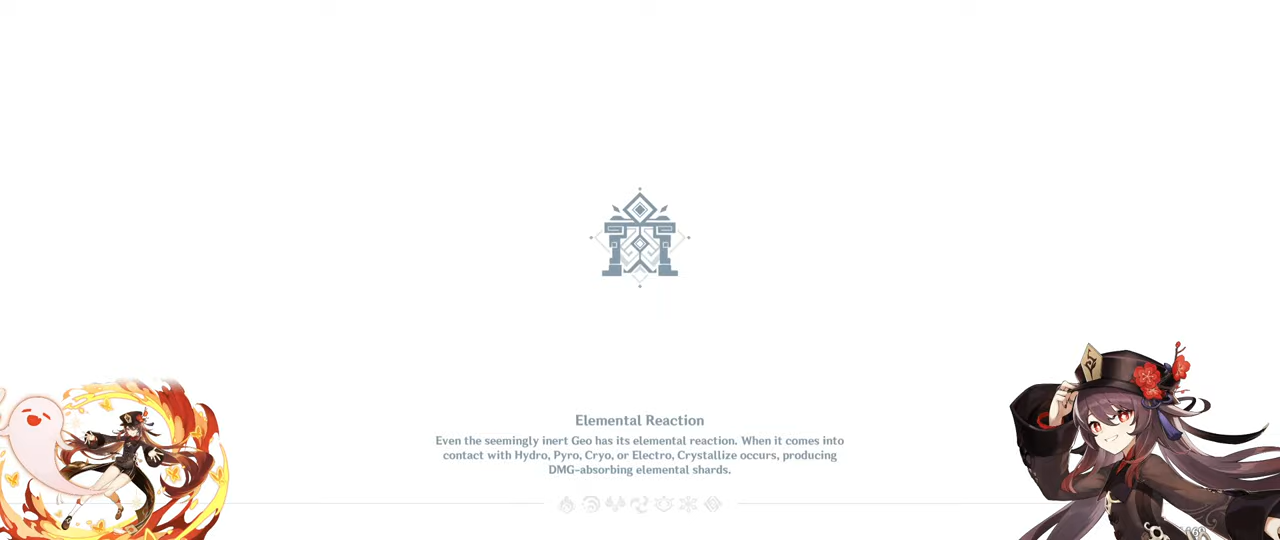 Elemental Reaction
Even the seemingly inert Geo has its elemental reaction. When it comes into
contact with Hydro, Pyro, Cryo, or Electro, Crystallize occurs, producing
DMG-absorbing elemental shards.